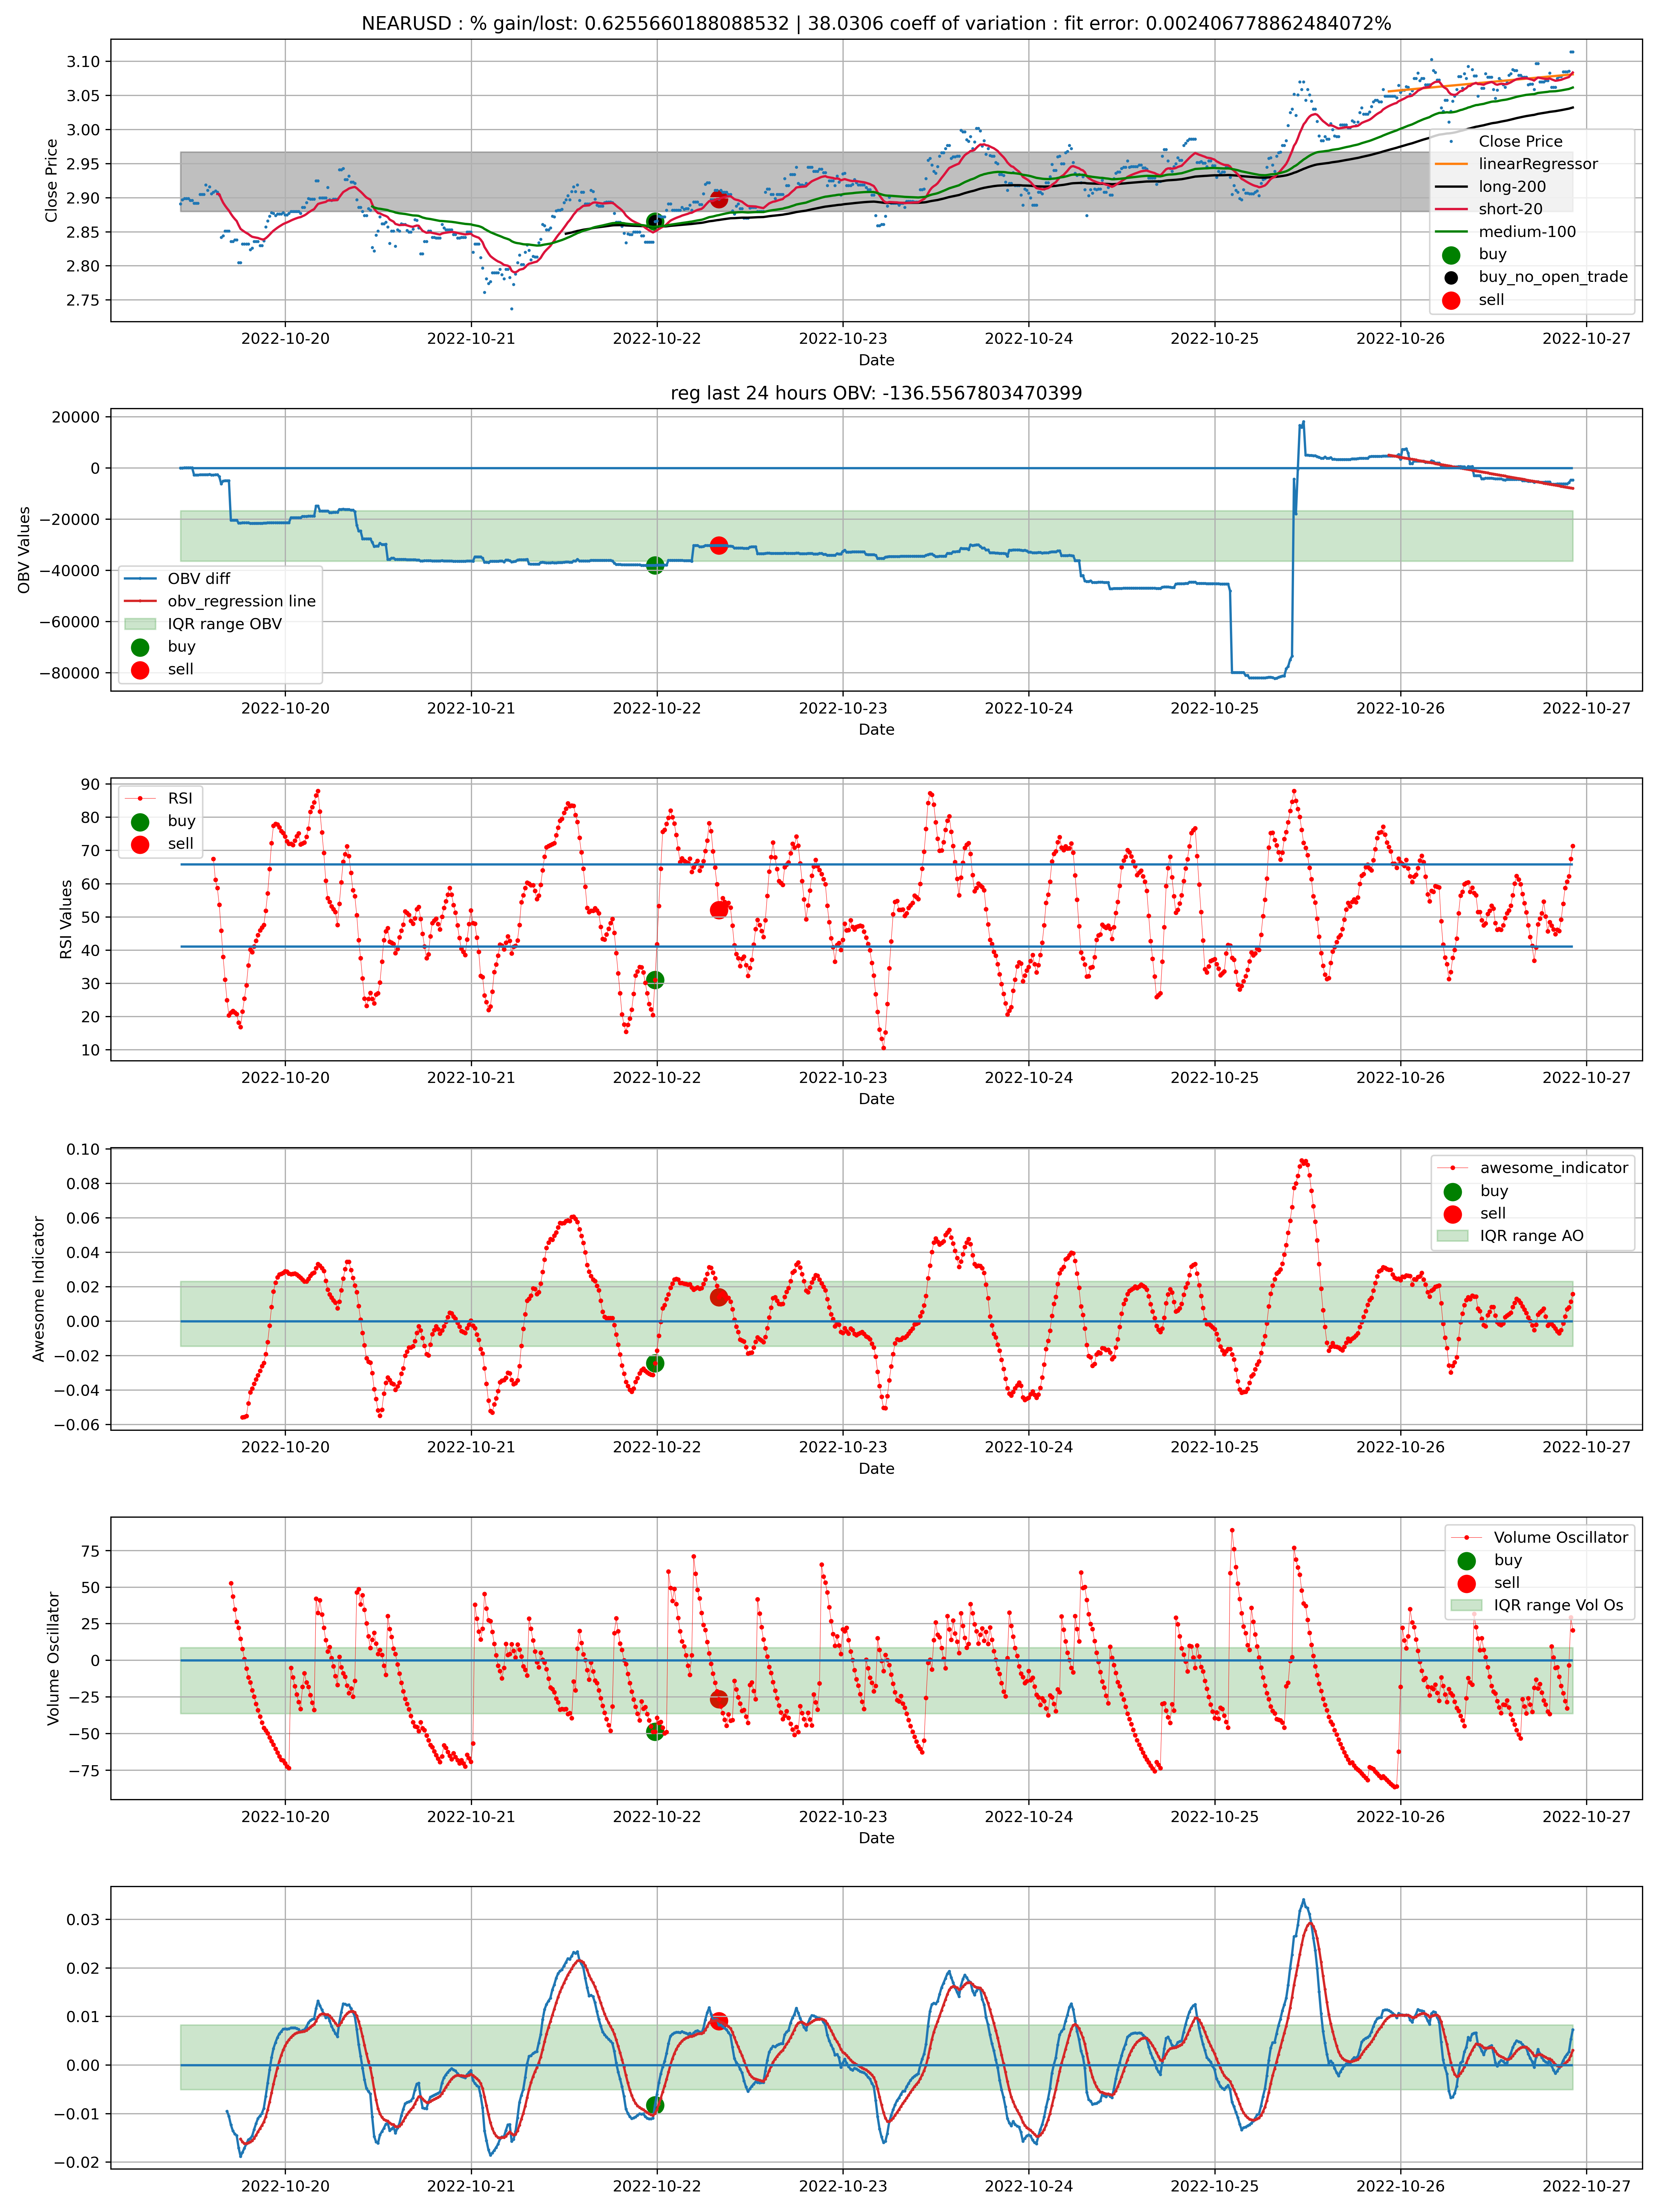 NEARUSD : % gain/lost: 0.6255660188088532 | 38.0306 coeff of variation : fit error: 0.002406778862484072%
3.10
3.05
3.00
2.95
2.90
2.85
2.80
2.75
Close Price
Close Price
linearRegressor
long-200
short-20
medium-100
buy
buy_no_open_trade
sell
2022-10-20 2022-10-21 2022-10-22 2022-10-23 2022-10-24 2022-10-25 2022-10-26 2022-10-27
Date
reg last 24 hours OBV: -136.5567803470399
20000
0
−20000
−40000
−60000
−80000
OBV Values
OBV diff
obv_regression line
IQR range OBV
buy
sell
2022-10-20 2022-10-21 2022-10-22 2022-10-23 2022-10-24 2022-10-25 2022-10-26 2022-10-27
Date
90
80
70
60
50
40
30
20
10
RSI Values
RSI
buy
sell
2022-10-20 2022-10-21 2022-10-22 2022-10-23 2022-10-24 2022-10-25 2022-10-26 2022-10-27
Date
0.10
0.08
0.06
0.04
0.02
0.00
−0.02
−0.04
−0.06
Awesome Indicator
awesome_indicator
buy
sell
IQR range AO
2022-10-20 2022-10-21 2022-10-22 2022-10-23 2022-10-24 2022-10-25 2022-10-26 2022-10-27
Date
75
50
25
0
−25
−50
−75
Volume Oscillator
Volume Oscillator
buy
sell
IQR range Vol Os
2022-10-20 2022-10-21 2022-10-22 2022-10-23 2022-10-24 2022-10-25 2022-10-26 2022-10-27
Date
0.03
0.02
0.01
0.00
−0.01
−0.02
2022-10-20 2022-10-21 2022-10-22 2022-10-23 2022-10-24 2022-10-25 2022-10-26 2022-10-27